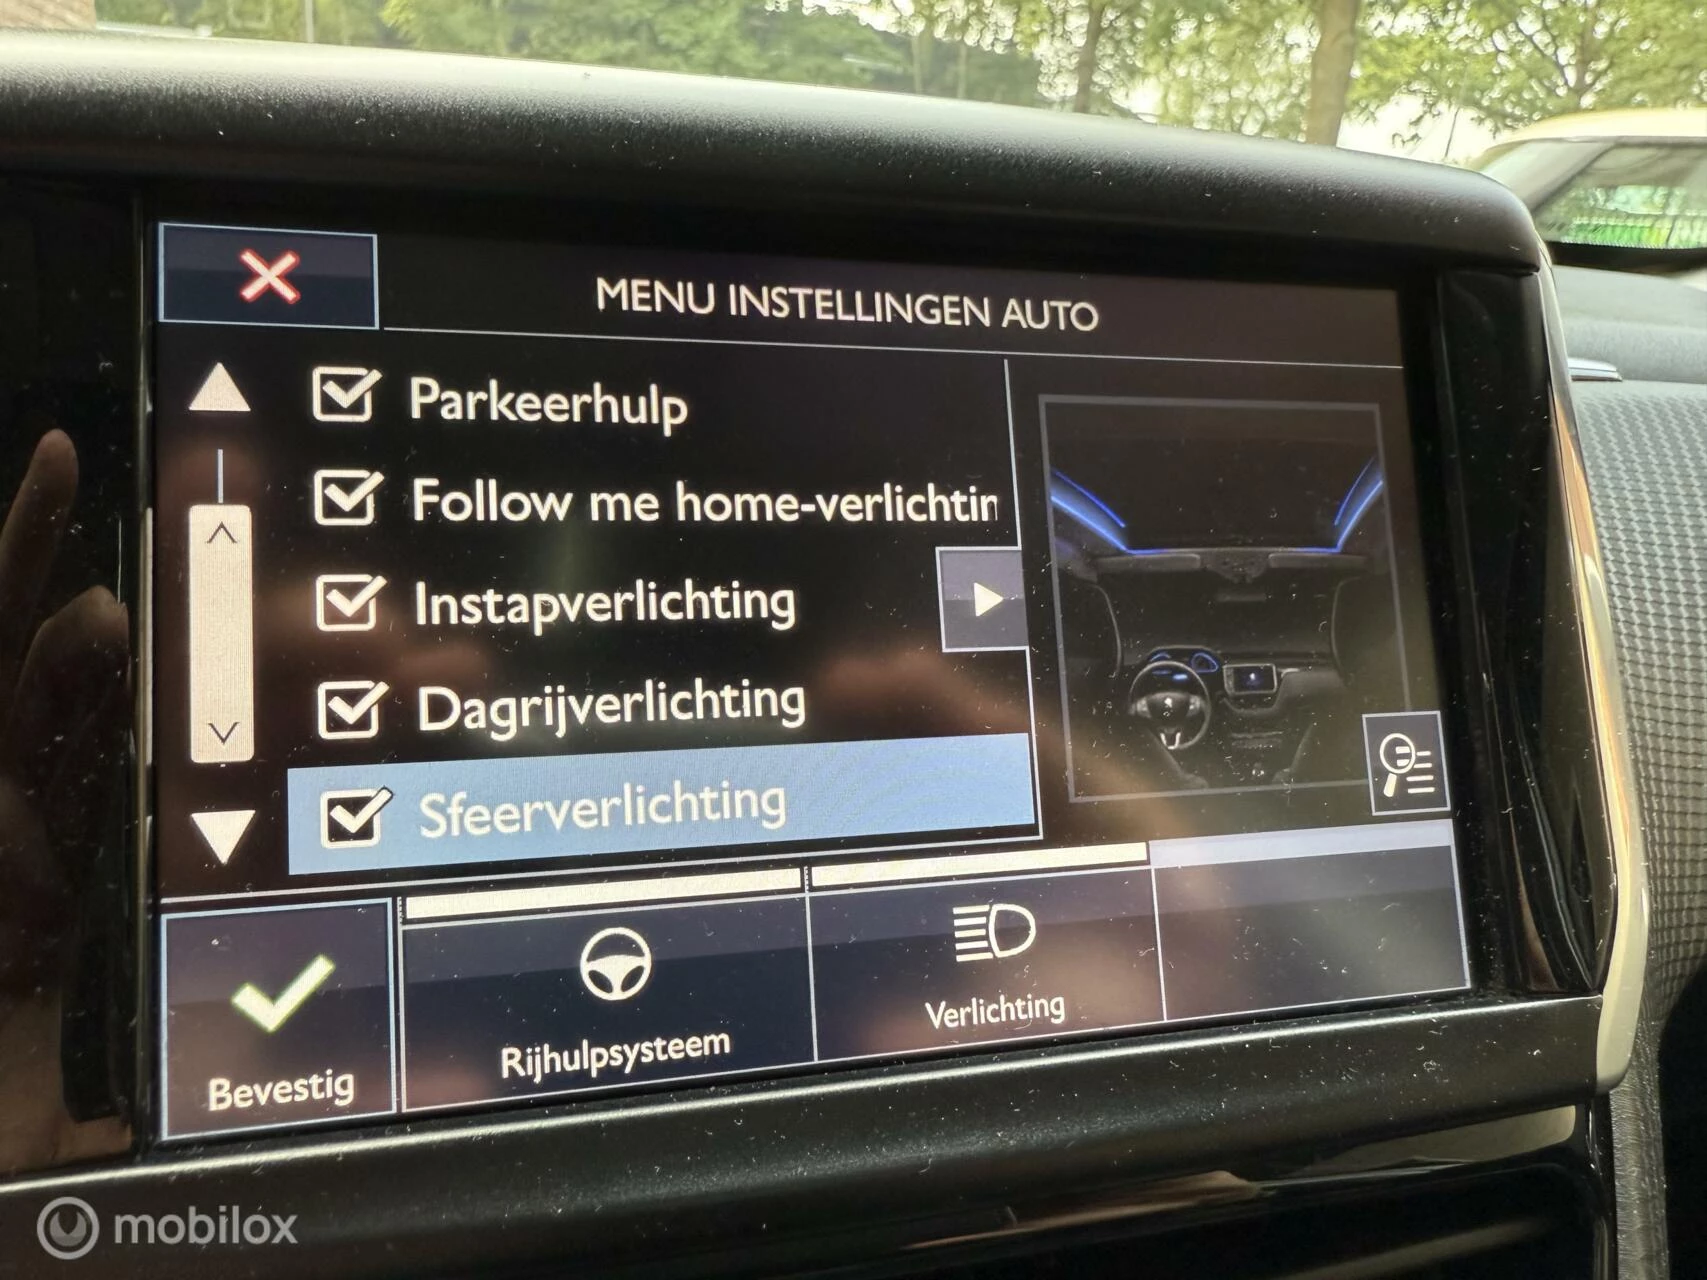 MENU INSTELLINGEN AUTO
Parkeerhulp
Follow me home-verlichtin
Instapverlichting
Dagrijverlichting
Sfeerverlichting
Bevestig
Rijhulpsysteem
Verlichting
mobilox